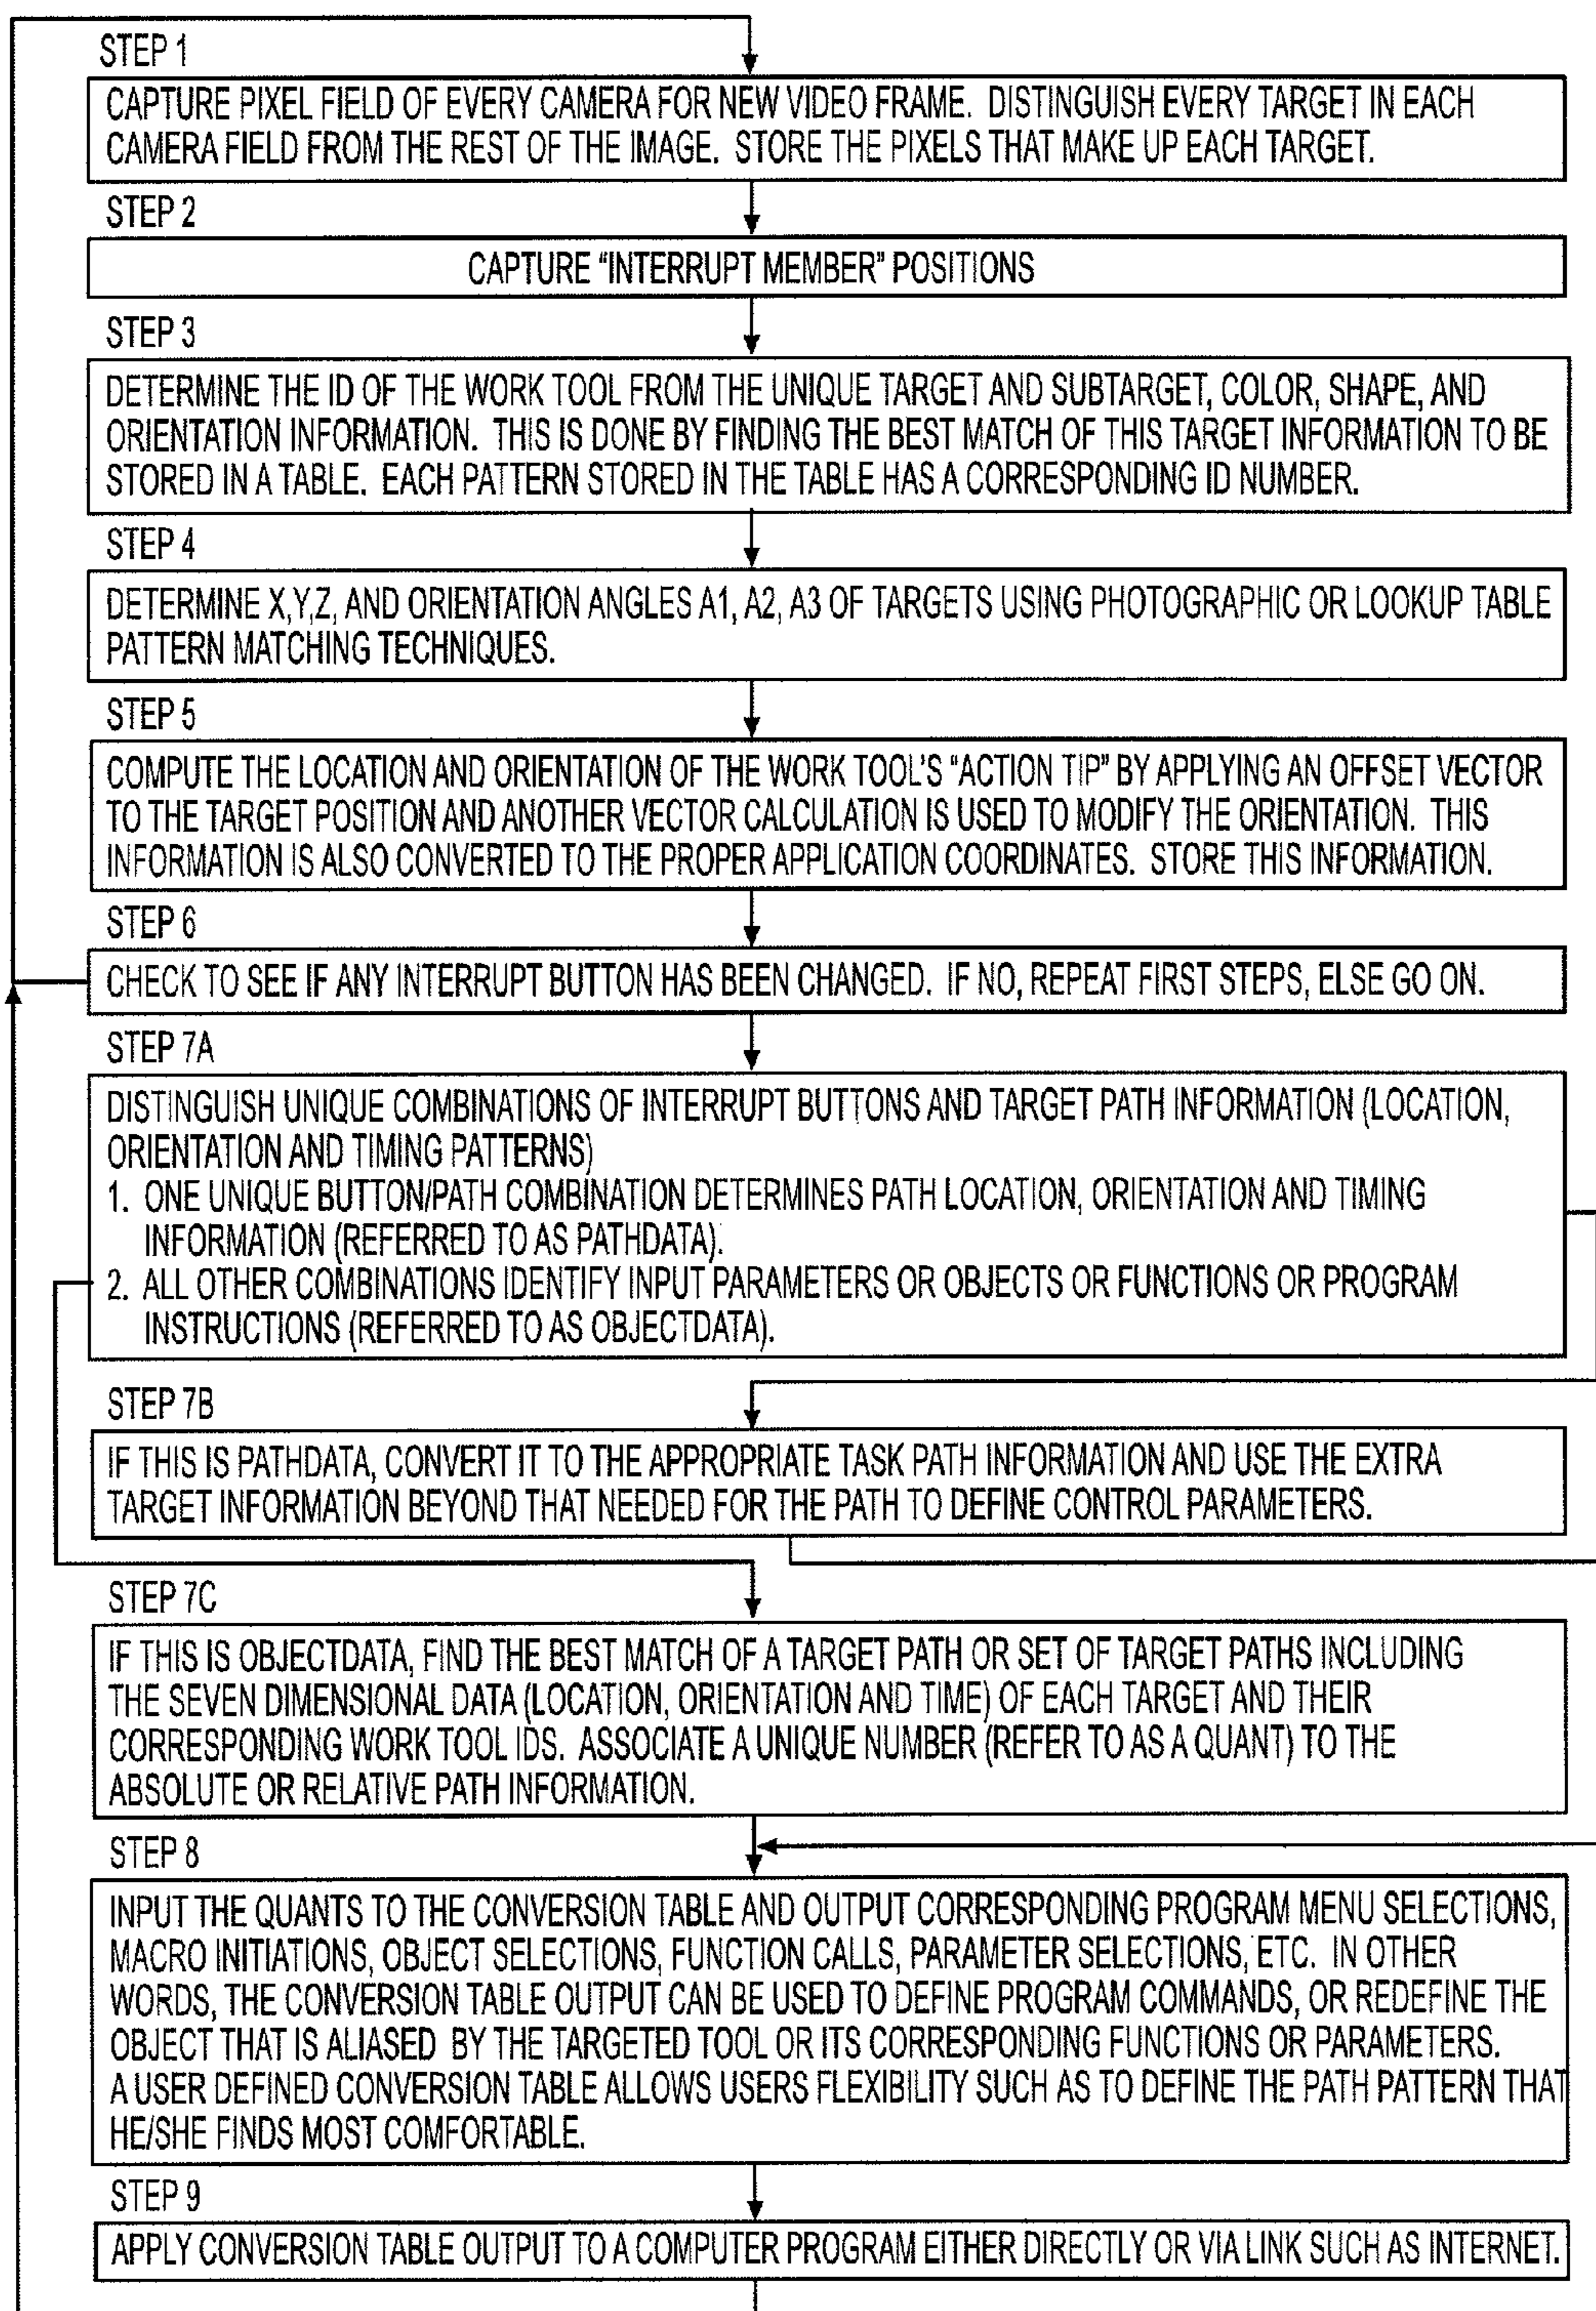 STEP 1
CAPTURE PIXEL FIELD OF EVERY CAMERA FOR NEW VIDEO FRAME. DISTINGUISH EVERY TARGET IN EACH
CAMERA FIELD FROM THE REST OF THE IMAGE. STORE THE PIXELS THAT MAKE UP EACH TARGET.
STEP 2
CAPTURE "INTERRUPT MEMBER" POSITIONS
STEP 3
DETERMINE THE ID OF THE WORK TOOL FROM THE UNIQUE TARGET AND SUBTARGET, COLOR, SHAPE, AND
ORIENTATION INFORMATION. THIS IS DONE BY FINDING THE BEST MATCH OF THIS TARGET INFORMATION TO BE
STORED IN A TABLE. EACH PATTERN STORED IN THE TABLE HAS A CORRESPONDING ID NUMBER.
STEP 4
DETERMINE X,Y,Z, AND ORIENTATION ANGLES A1, A2, A3 OF TARGETS USING PHOTOGRAPHIC OR LOOKUP TABLE
PATTERN MATCHING TECHNIQUES.
STEP 5
COMPUTE THE LOCATION AND ORIENTATION OF THE WORK TOOL'S "ACTION TIP" BY APPLYING AN OFFSET VECTOR
TO THE TARGET POSITION AND ANOTHER VECTOR CALCULATION IS USED TO MODIFY THE ORIENTATION. THIS
INFORMATION IS ALSO CONVERTED TO THE PROPER APPLICATION COORDINATES. STORE THIS INFORMATION.
STEP 6
CHECK TO SEE IF ANY INTERRUPT BUTTON HAS BEEN CHANGED. IF NO, REPEAT FIRST STEPS, ELSE GO ON.
STEP 7A
DISTINGUISH UNIQUE COMBINATIONS OF INTERRUPT BUTTONS AND TARGET PATH INFORMATION (LOCATION,
ORIENTATION AND TIMING PATTERNS)
1. ONE UNIQUE BUTTON/PATH COMBINATION DETERMINES PATH LOCATION, ORIENTATION AND TIMING
INFORMATION (REFERRED TO AS PATHDATA).
2. ALL OTHER COMBINATIONS IDENTIFY INPUT PARAMETERS OR OBJECTS OR FUNCTIONS OR PROGRAM
INSTRUCTIONS (REFERRED TO AS OBJECTDATA).
STEP 7B
IF THIS IS PATHDATA, CONVERT IT TO THE APPROPRIATE TASK PATH INFORMATION AND USE THE EXTRA
TARGET INFORMATION BEYOND THAT NEEDED FOR THE PATH TO DEFINE CONTROL PARAMETERS.
STEP 7C
IF THIS IS OBJECTDATA, FIND THE BEST MATCH OF A TARGET PATH OR SET OF TARGET PATHS INCLUDING
THE SEVEN DIMENSIONAL DATA (LOCATION, ORIENTATION AND TIME) OF EACH TARGET AND THEIR
CORRESPONDING WORK TOOL IDS. ASSOCIATE A UNIQUE NUMBER (REFER TO AS A QUANT) TO THE
ABSOLUTE OR RELATIVE PATH INFORMATION.
STEP 8
INPUT THE QUANTS TO THE CONVERSION TABLE AND OUTPUT CORRESPONDING PROGRAM MENU SELECTIONS,
MACRO INITIATIONS, OBJECT SELECTIONS, FUNCTION CALLS, PARAMETER SELECTIONS, ETC. IN OTHER
WORDS, THE CONVERSION TABLE OUTPUT CAN BE USED TO DEFINE PROGRAM COMMANDS, OR REDEFINE THE
OBJECT THAT IS ALIASED BY THE TARGETED TOOL OR ITS CORRESPONDING FUNCTIONS OR PARAMETERS.
A USER DEFINED CONVERSION TABLE ALLOWS USERS FLEXIBILITY SUCH AS TO DEFINE THE PATH PATTERN THAT
HE/SHE FINDS MOST COMFORTABLE.
STEP 9
APPLY CONVERSION TABLE OUTPUT TO A COMPUTER PROGRAM EITHER DIRECTLY OR VIA LINK SUCH AS INTERNET.